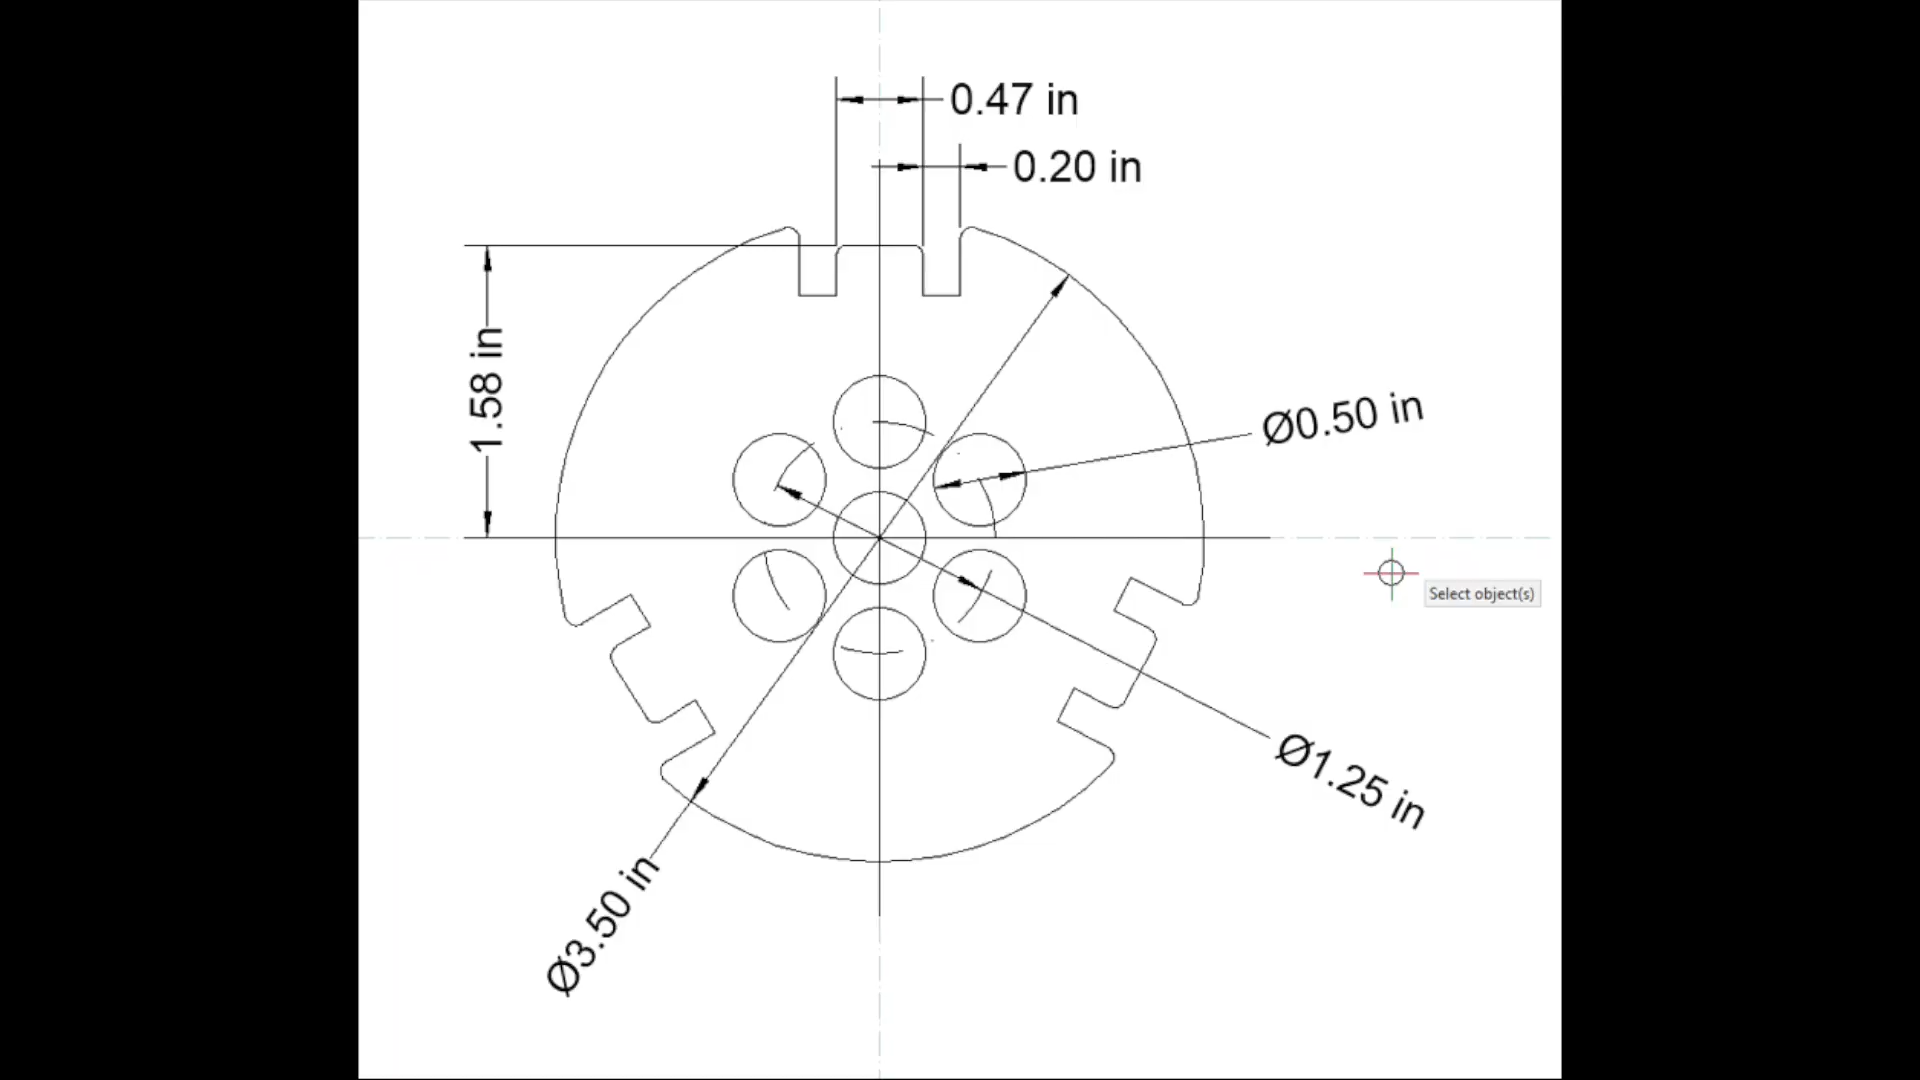 0.47 in
0.20 in
1.58 in
Ø0.50 in
Select object(s)
Ø1.25 in
Ø3.50 in